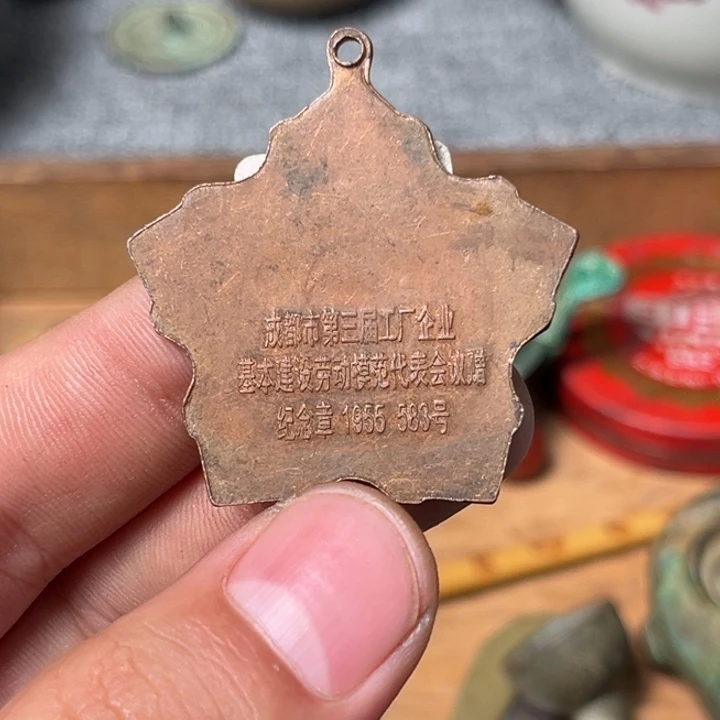 成都市第三届工厂企业
基本建设劳动模范代表会议赠
纪念章 1955 583号